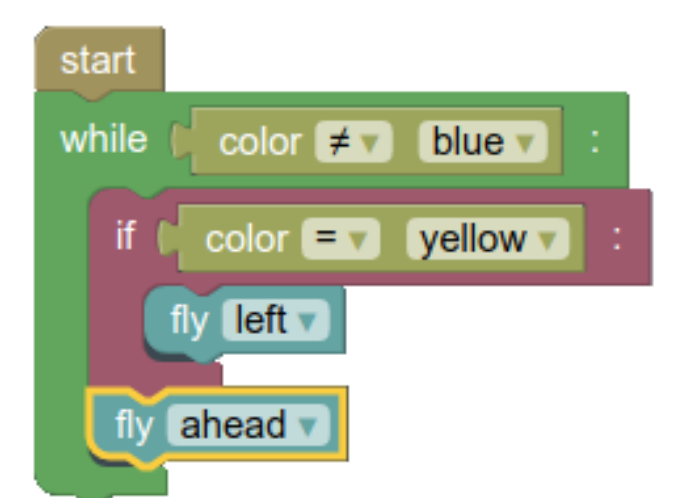 start
while color ≠ blue :
if color = yellow :
fly left
fly ahead